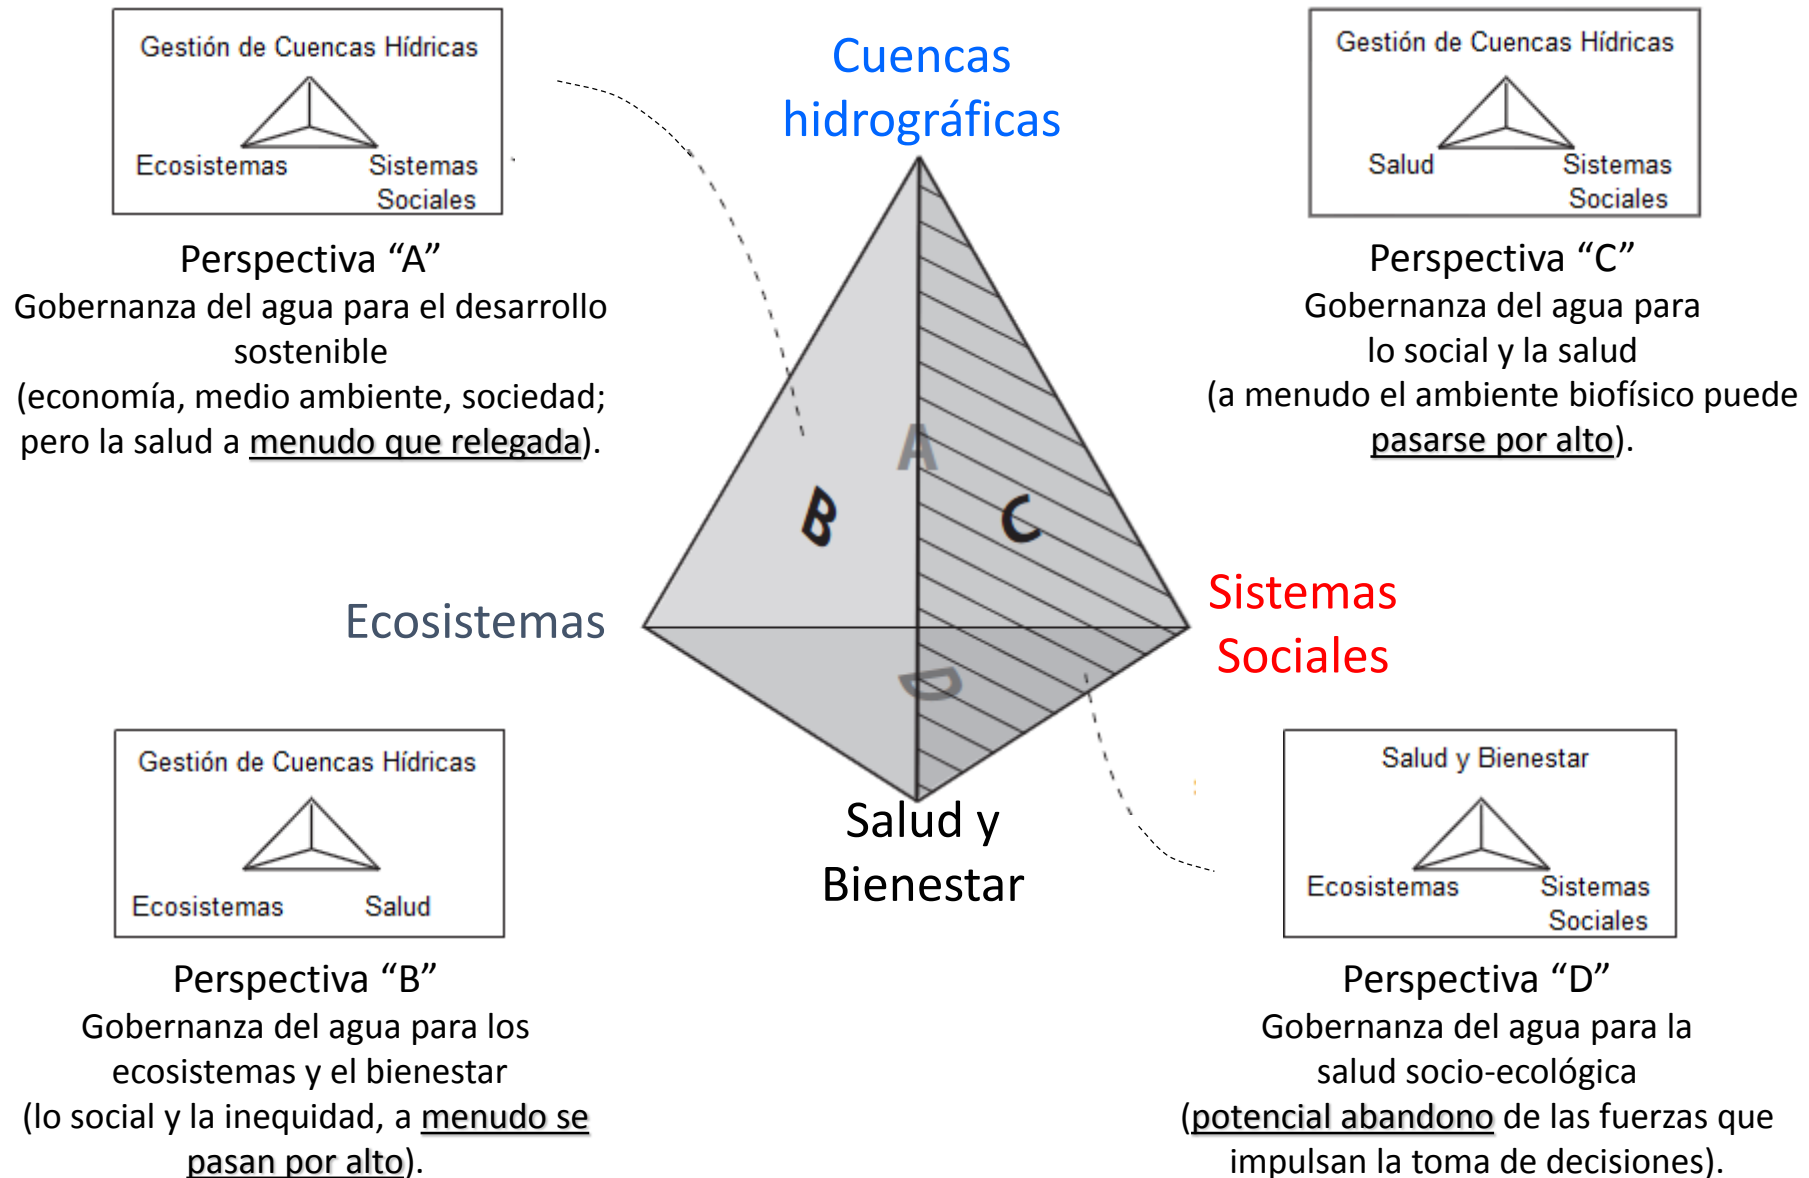 Gestión de Cuencas Hídricas
Ecosistemas
Sistemas
Sociales
Perspectiva “A”
Gobernanza del agua para el desarrollo
sostenible
(economía, medio ambiente, sociedad;
pero la salud a menudo que relegada).
Cuencas
hidrográficas
Gestión de Cuencas Hídricas
Salud
Sistemas
Sociales
Perspectiva “C”
Gobernanza del agua para
lo social y la salud
(a menudo el ambiente biofísico puede
pasarse por alto).
A
B
C
D
Ecosistemas
Sistemas
Sociales
Salud y
Bienestar
Gestión de Cuencas Hídricas
Ecosistemas
Salud
Perspectiva “B”
Gobernanza del agua para los
ecosistemas y el bienestar
(lo social y la inequidad, a menudo se
pasan por alto).
Salud y Bienestar
Ecosistemas
Sistemas
Sociales
Perspectiva “D”
Gobernanza del agua para la
salud socio-ecológica
(potencial abandono de las fuerzas que
impulsan la toma de decisiones).